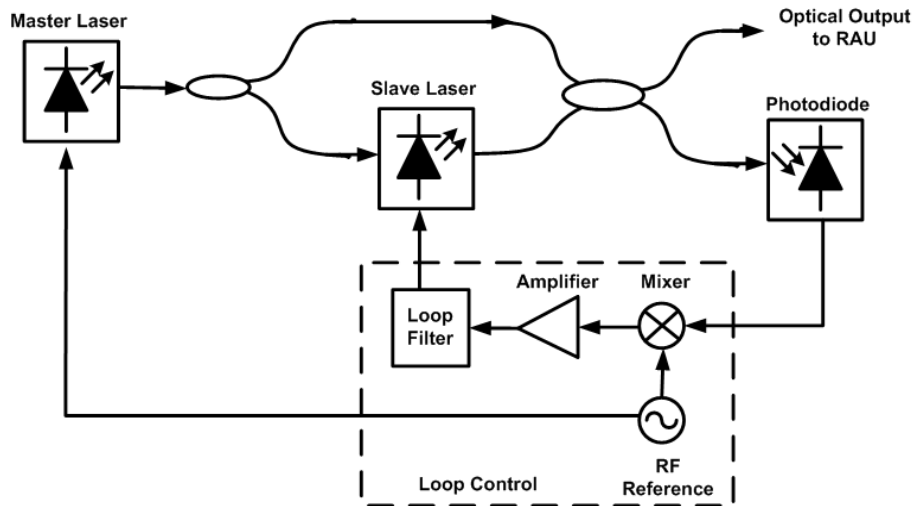 Master Laser
Optical Output
to RAU
Slave Laser
Photodiode
Amplifier
Mixer
Loop
Filter
RF
Reference
Loop Control